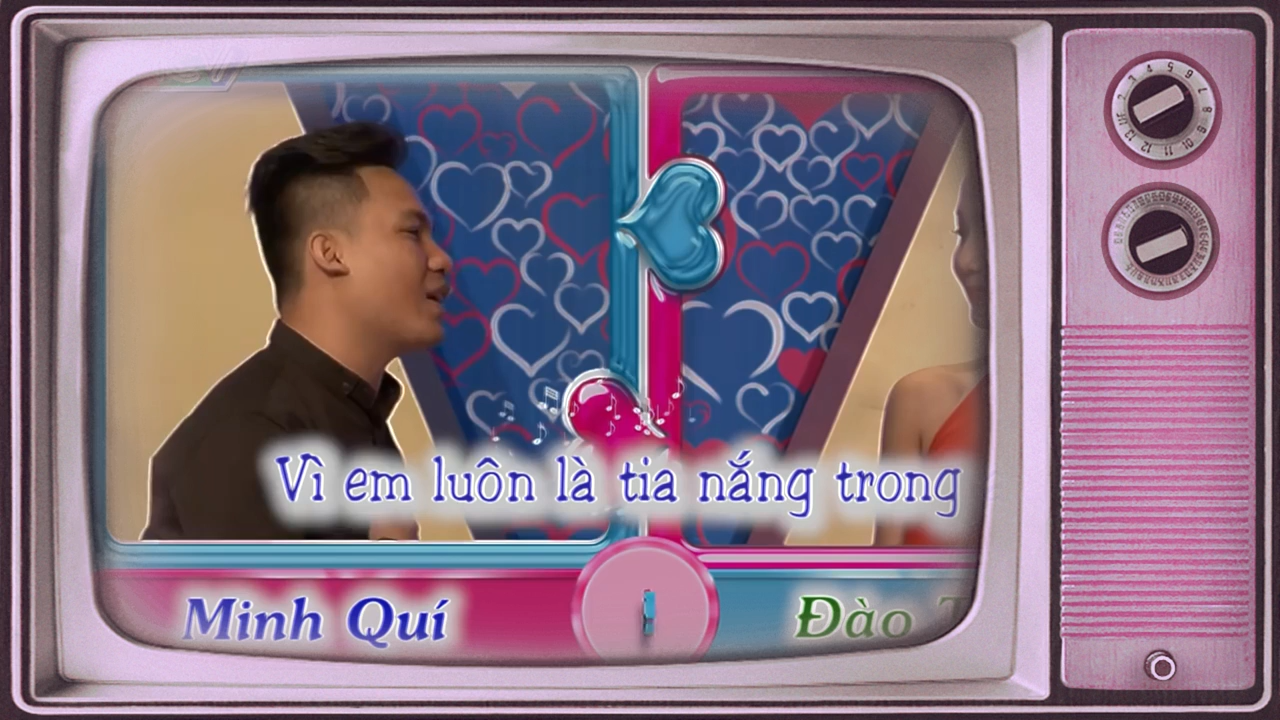 Vì em luôn là tia nắng trong
Minh Quí
Đào